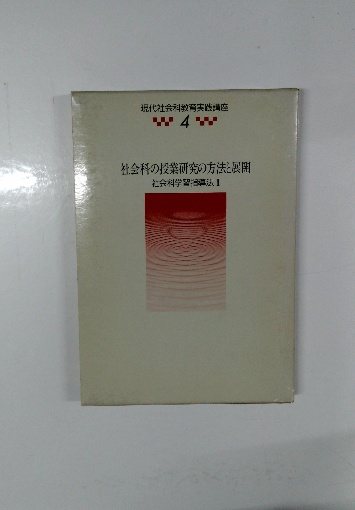 現代社会科教育実践講座
4
社会科の授業研究の方法と展開
社会科学習指導法 I